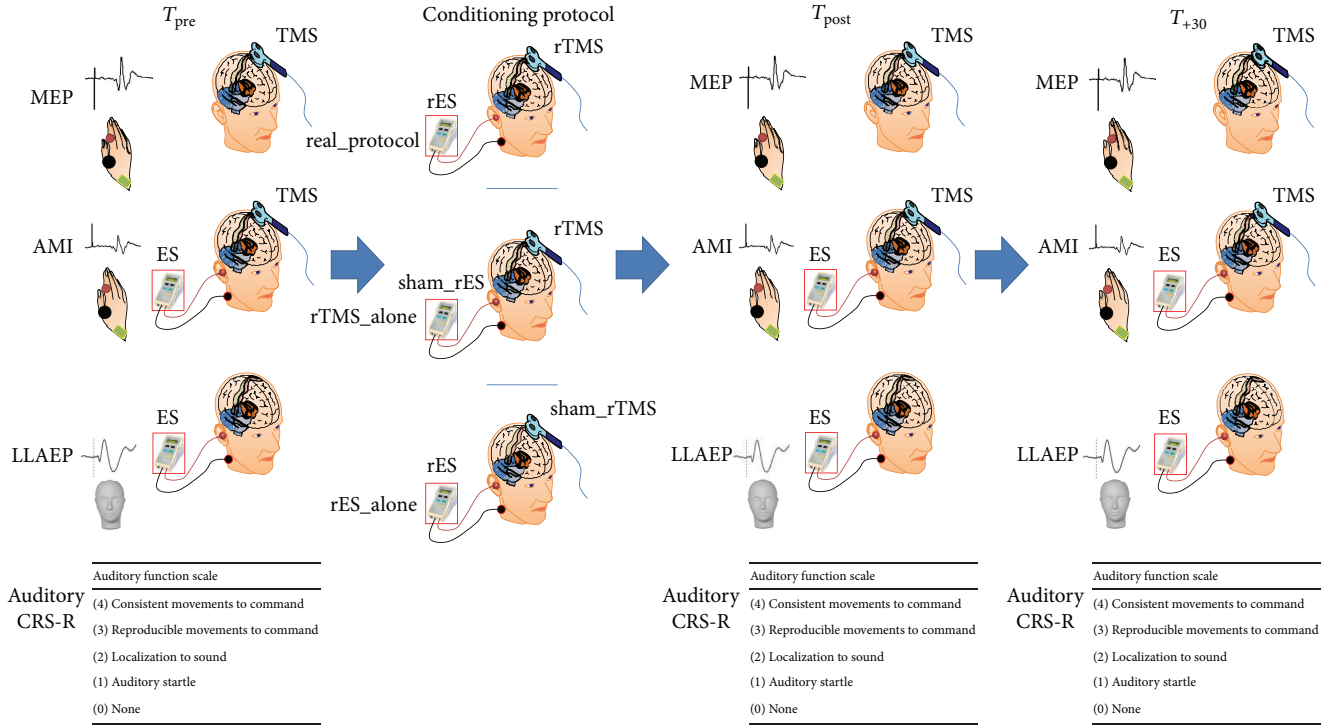 T_pre
Conditioning protocol
T_post
T_+30
TMS
rTMS
TMS
TMS
MEP
rES
real_protocol
MEP
MEP
TMS
rTMS
TMS
TMS
AMI
ES
sham_rES
rTMS_alone
AMI
ES
AMI
ES
ES
sham_rTMS
ES
ES
LLAEP
rES
rES_alone
LLAEP
LLAEP
Auditory CRS-R
Auditory function scale
(4) Consistent movements to command
(3) Reproducible movements to command
(2) Localization to sound
(1) Auditory startle
(0) None
Auditory CRS-R
Auditory function scale
(4) Consistent movements to command
(3) Reproducible movements to command
(2) Localization to sound
(1) Auditory startle
(0) None
Auditory CRS-R
Auditory function scale
(4) Consistent movements to command
(3) Reproducible movements to command
(2) Localization to sound
(1) Auditory startle
(0) None